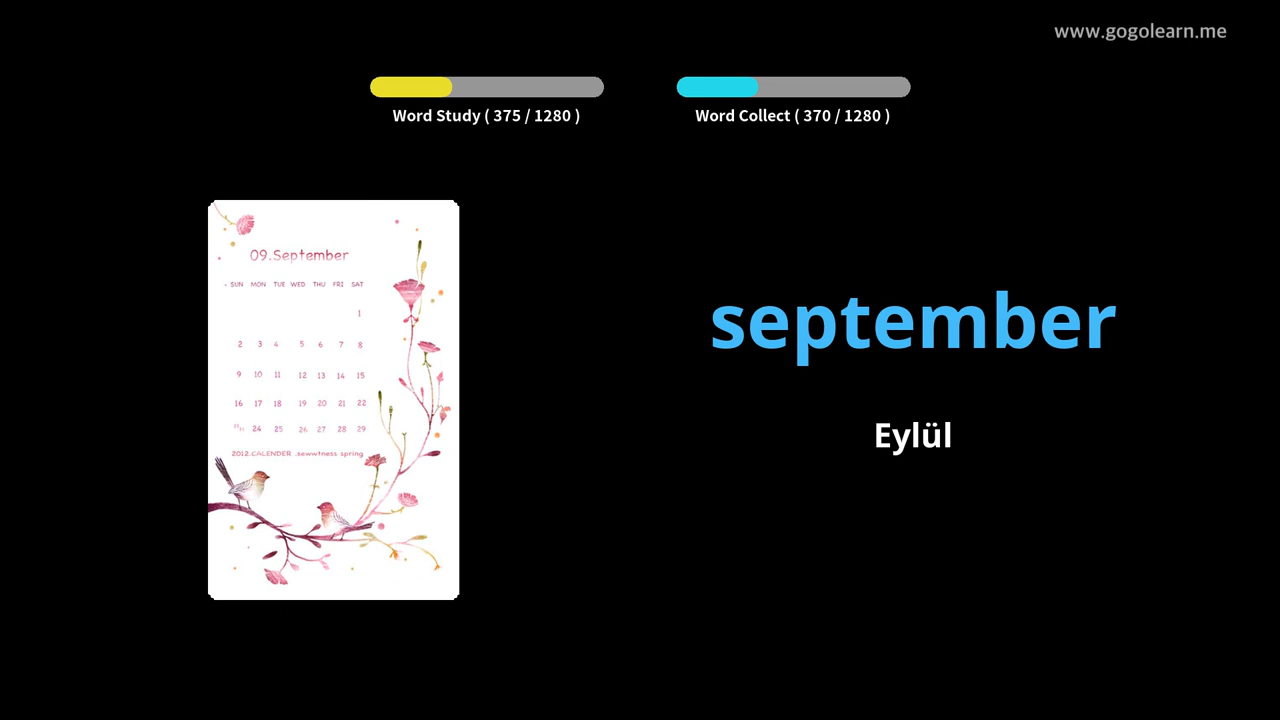 www.gogolearn.me
Word Study ( 375 / 1280 )
Word Collect ( 370 / 1280 )
09.September
SUN MON TUE WED THU FRI SAT
1
2 3 4 5 6 7 8
9 10 11 12 13 14 15
16 17 18 19 20 21 22
24 25 26 27 28 29
2012.CALENDER .sewwtness spring
september
Eylül